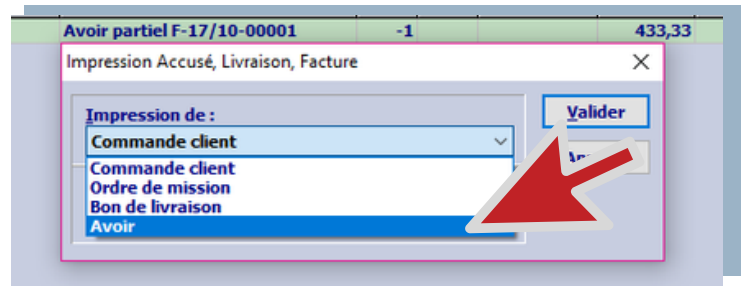 Avoir partiel F-17/10-00001 -1 433,33
Impression Accusé, Livraison, Facture
Impression de :
Valider
Commande client
Commande client
Ordre de mission
Bon de livraison
Avoir